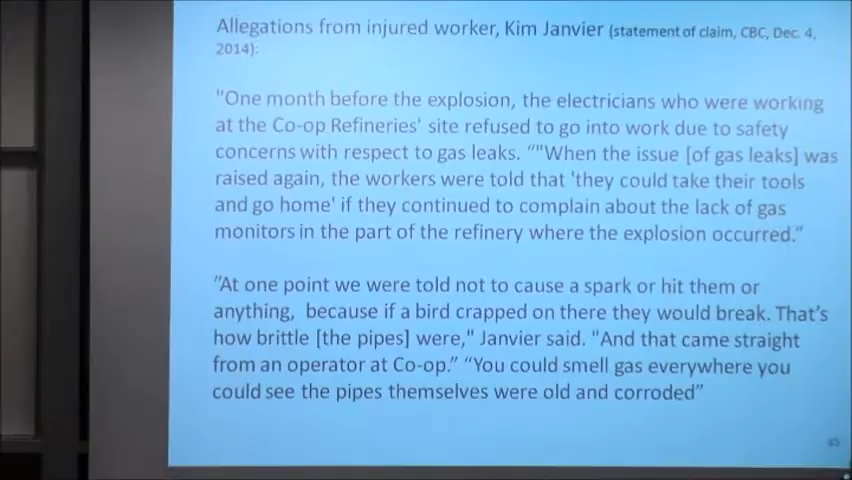 Allegations from injured worker, Kim Janvier (statement of claim, CBC, Dec. 4,
2014):
"One month before the explosion, the electricians who were working
at the Co-op Refineries' site refused to go into work due to safety
concerns with respect to gas leaks. “"When the issue [of gas leaks] was
raised again, the workers were told that 'they could take their tools
and go home' if they continued to complain about the lack of gas
monitors in the part of the refinery where the explosion occurred.”
"At one point we were told not to cause a spark or hit them or
anything,  because if a bird crapped on there they would break. That’s
how brittle [the pipes] were," Janvier said. "And that came straight
from an operator at Co-op.” “You could smell gas everywhere you
could see the pipes themselves were old and corroded”
45